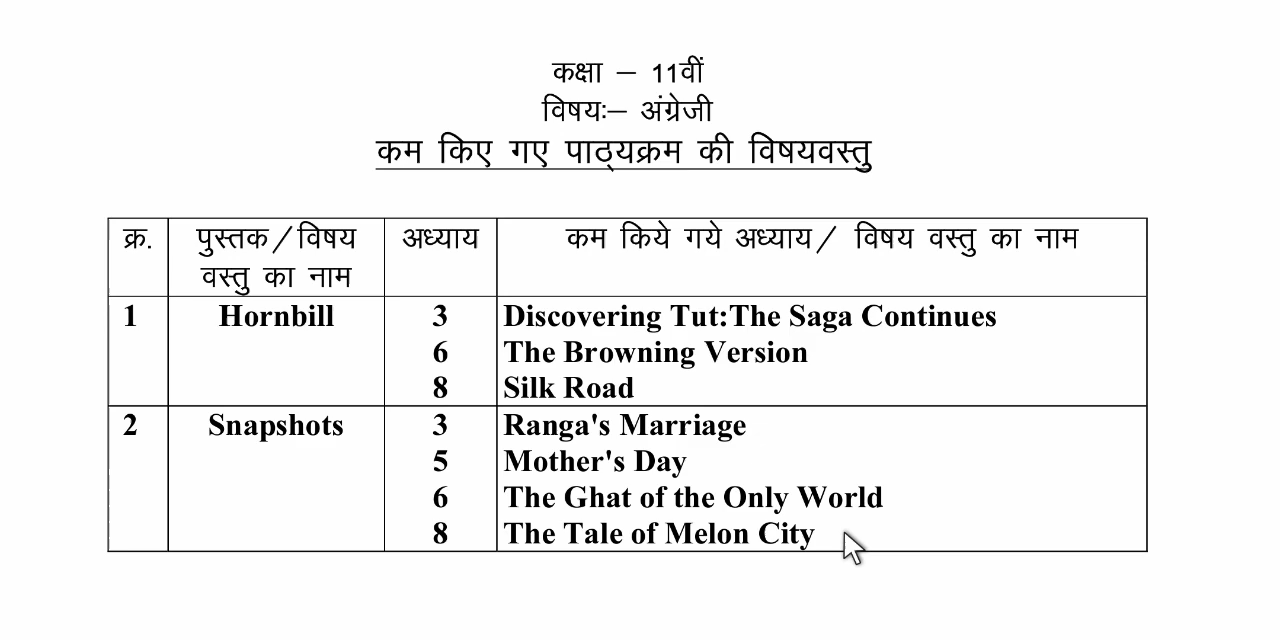 कक्षा – 11वीं
विषयः– अंग्रेजी
कम किए गए पाठ्यक्रम की विषयवस्तु
क्र. पुस्तक/विषय वस्तु का नाम अध्याय कम किये गये अध्याय/ विषय वस्तु का नाम
1 Hornbill 3 Discovering Tut:The Saga Continues
6 The Browning Version
8 Silk Road
2 Snapshots 3 Ranga's Marriage
5 Mother's Day
6 The Ghat of the Only World
8 The Tale of Melon City